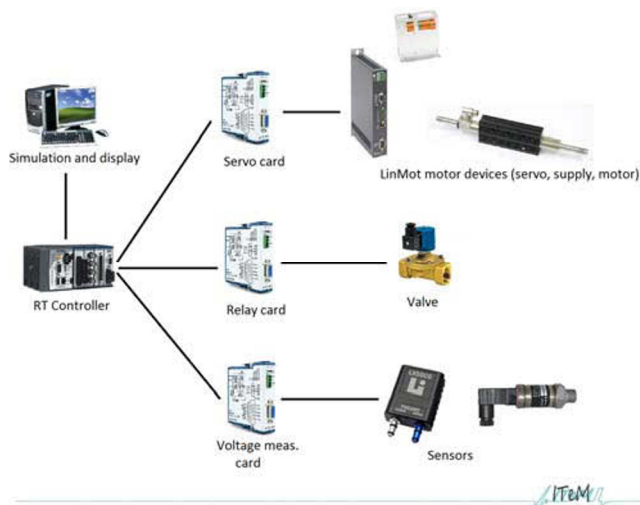 Simulation and display
Servo card
LinMot motor devices (servo, supply, motor)
RT Controller
Relay card
Valve
Voltage meas.
card
Sensors
ITeM